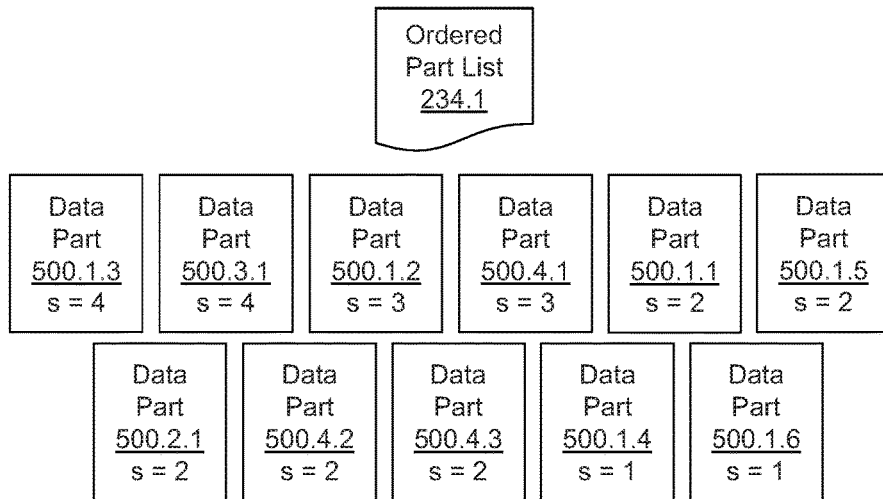 Ordered
Part List
234.1
Data
Part
500.1.3
s = 4
Data
Part
500.3.1
s = 4
Data
Part
500.1.2
s = 3
Data
Part
500.4.1
s = 3
Data
Part
500.1.1
s = 2
Data
Part
500.1.5
s = 2
Data
Part
500.2.1
s = 2
Data
Part
500.4.2
s = 2
Data
Part
500.4.3
s = 2
Data
Part
500.1.4
s = 1
Data
Part
500.1.6
s = 1